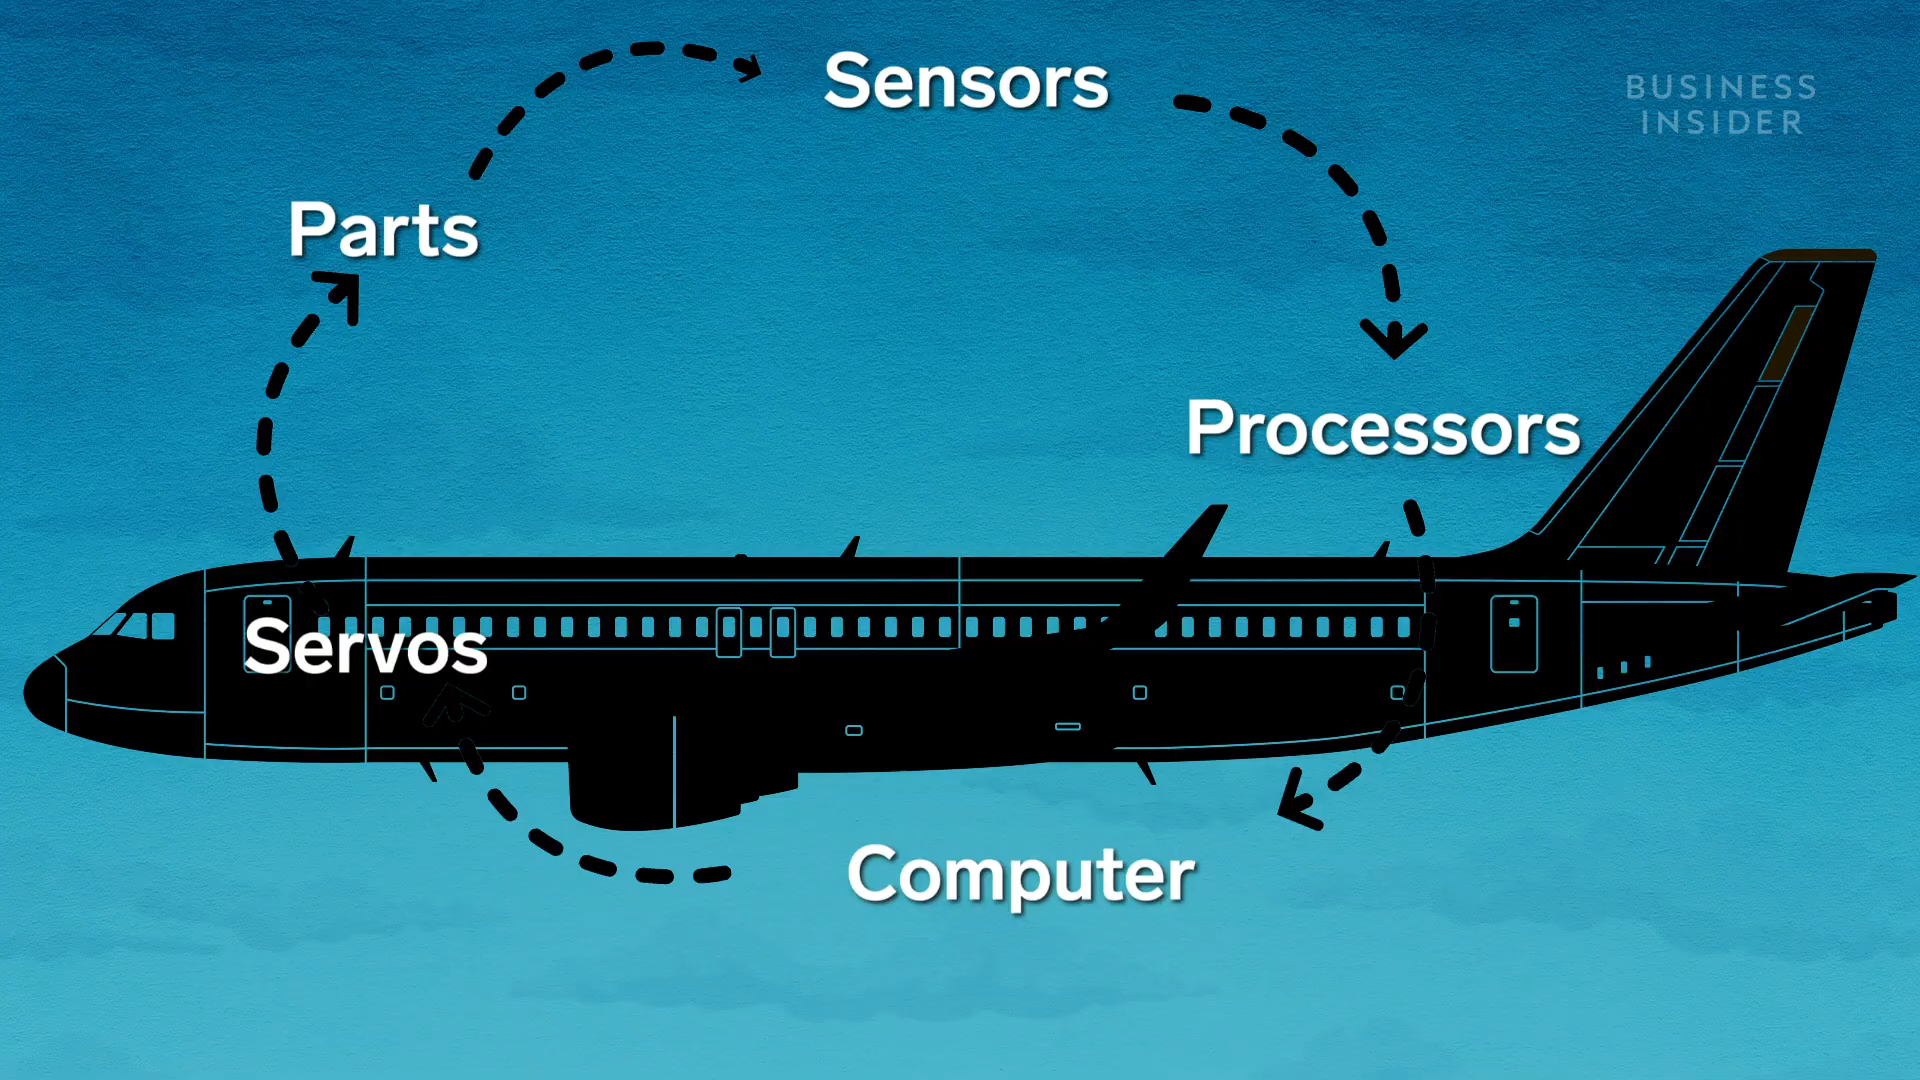 Sensors
BUSINESS
INSIDER
Parts
Processors
Servos
Computer